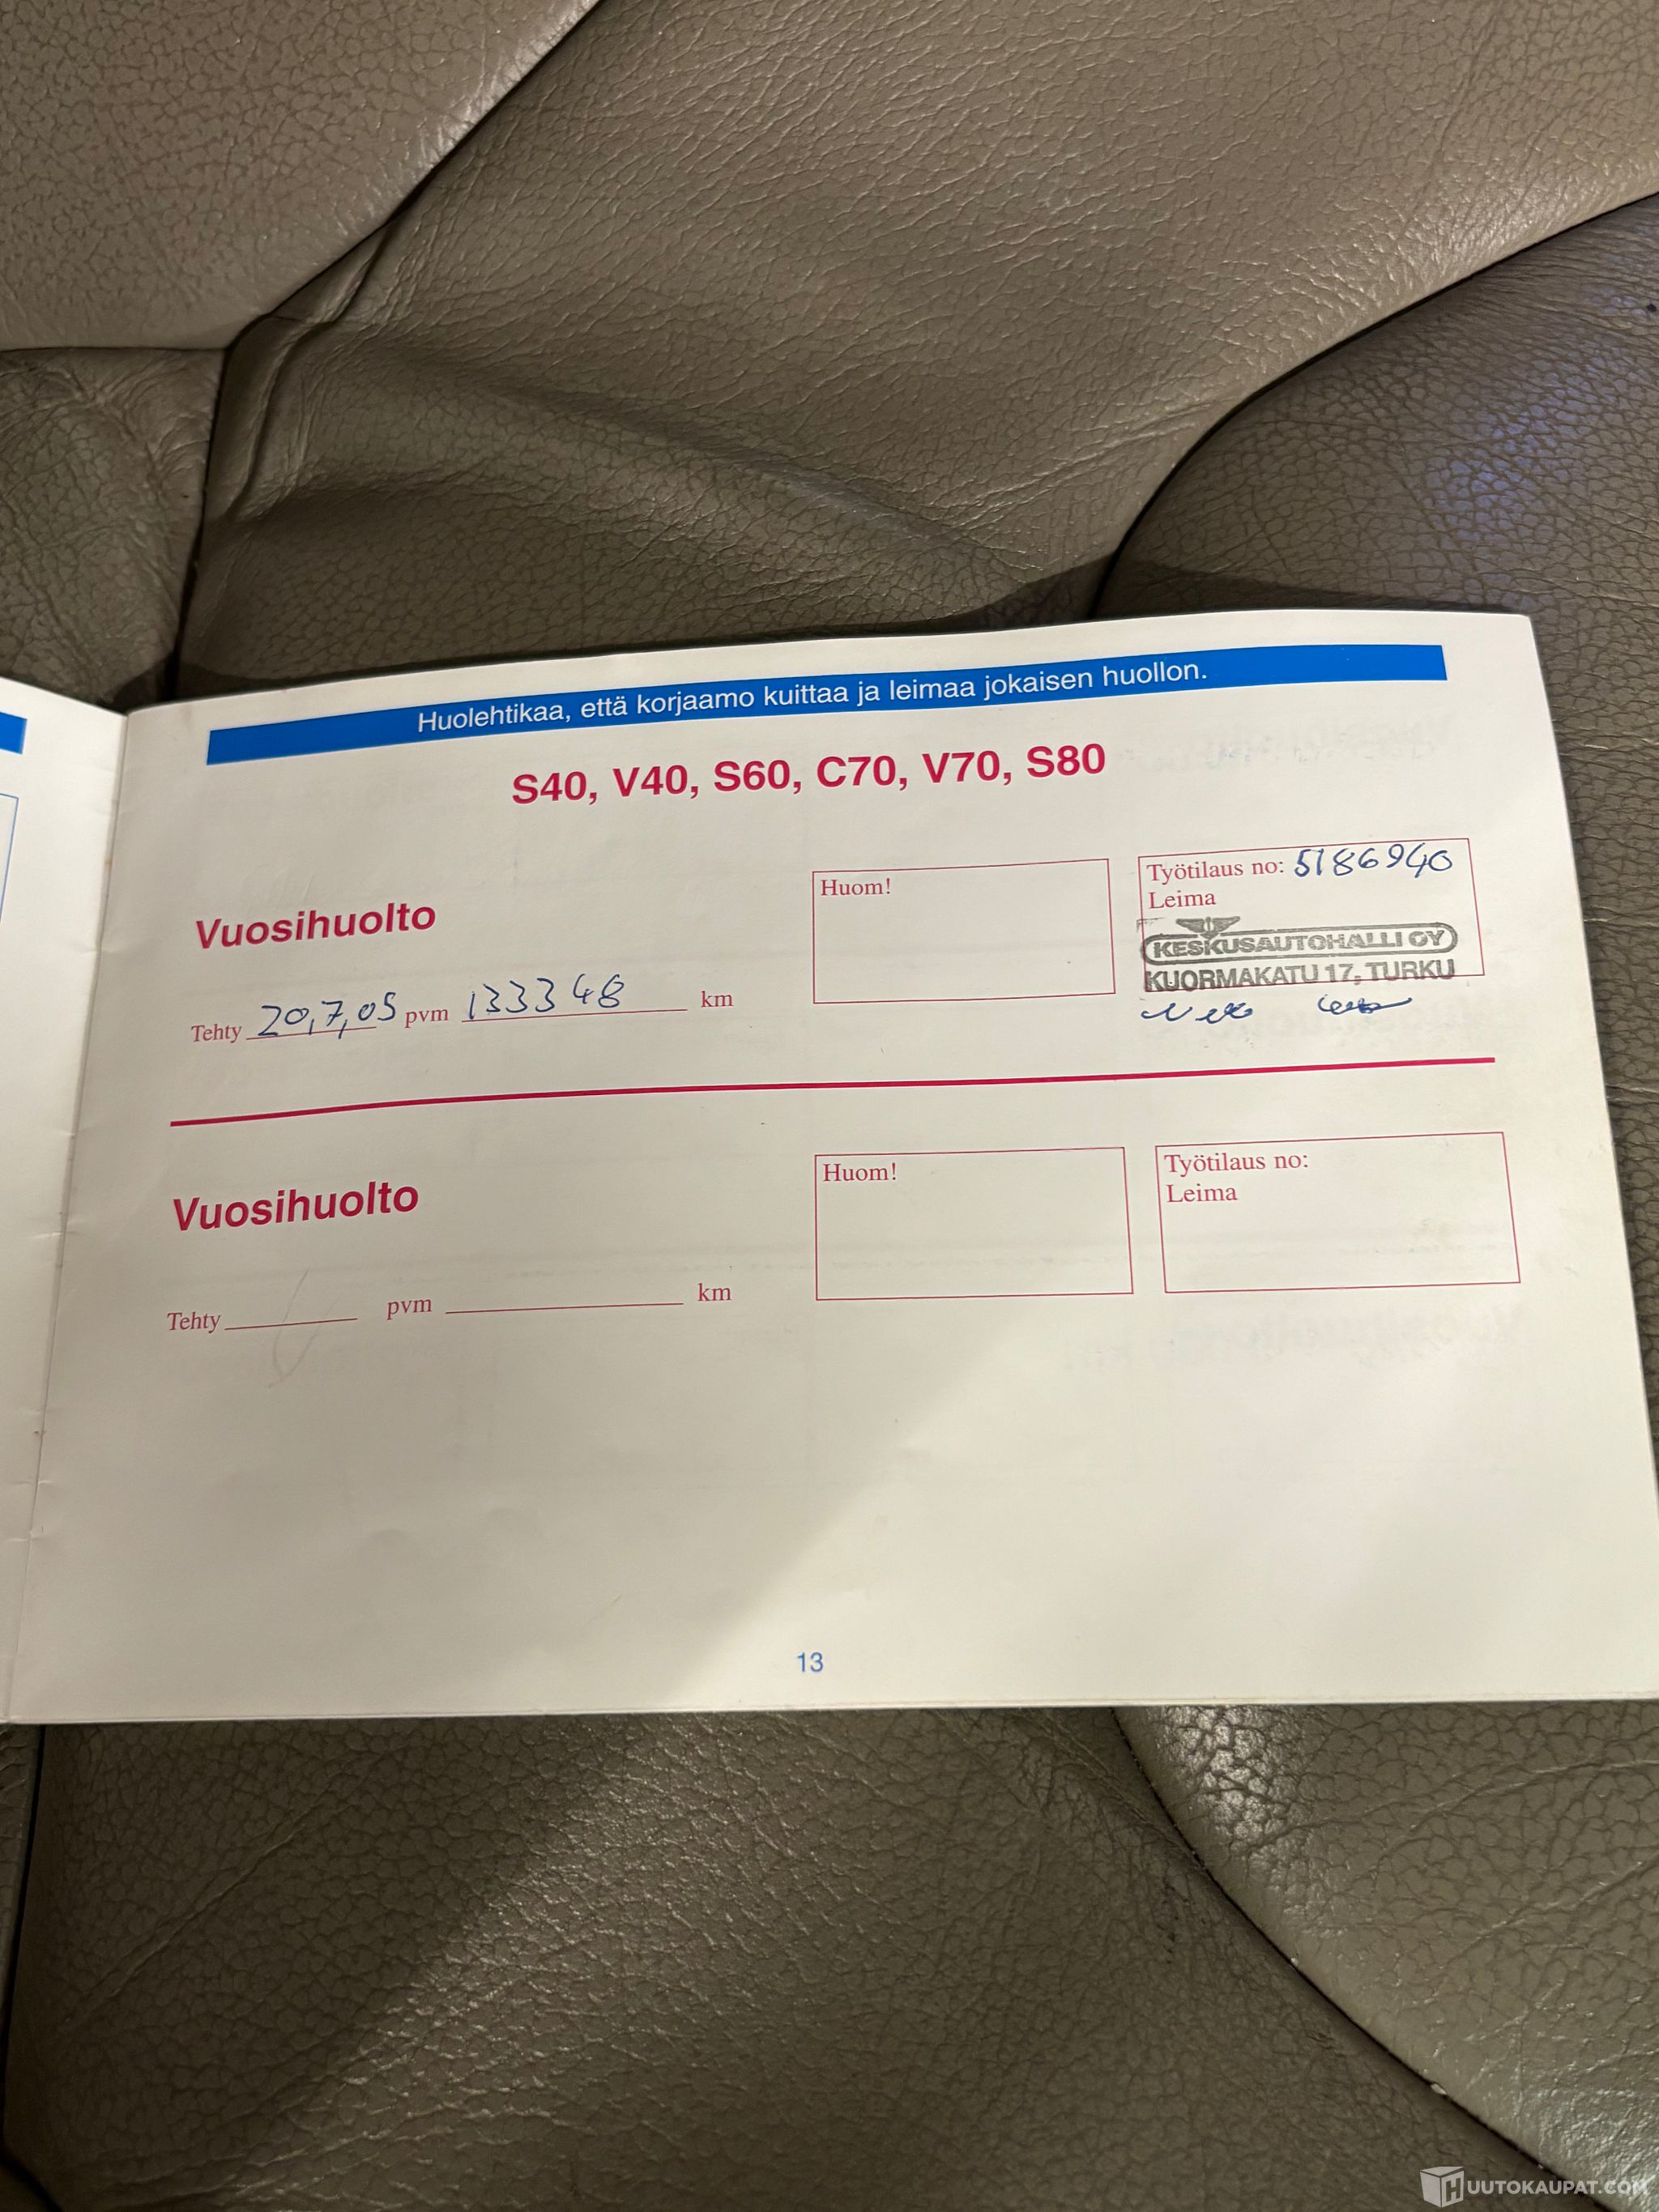 Huolehtikaa, että korjaamo kuittaa ja leimaa jokaisen huollon.
S40, V40, S60, C70, V70, S80
Vuosihuolto
Tehty 20,7,05 pvm 133348 km
Huom!
Työtilaus no: 5186940
Leima
KESKUSAUTOHALLI OY
KUORMAKATU 17, TURKU
Vuosihuolto
Tehty pvm km
Huom!
Työtilaus no:
Leima
13
HUUTOKAUPAT.COM